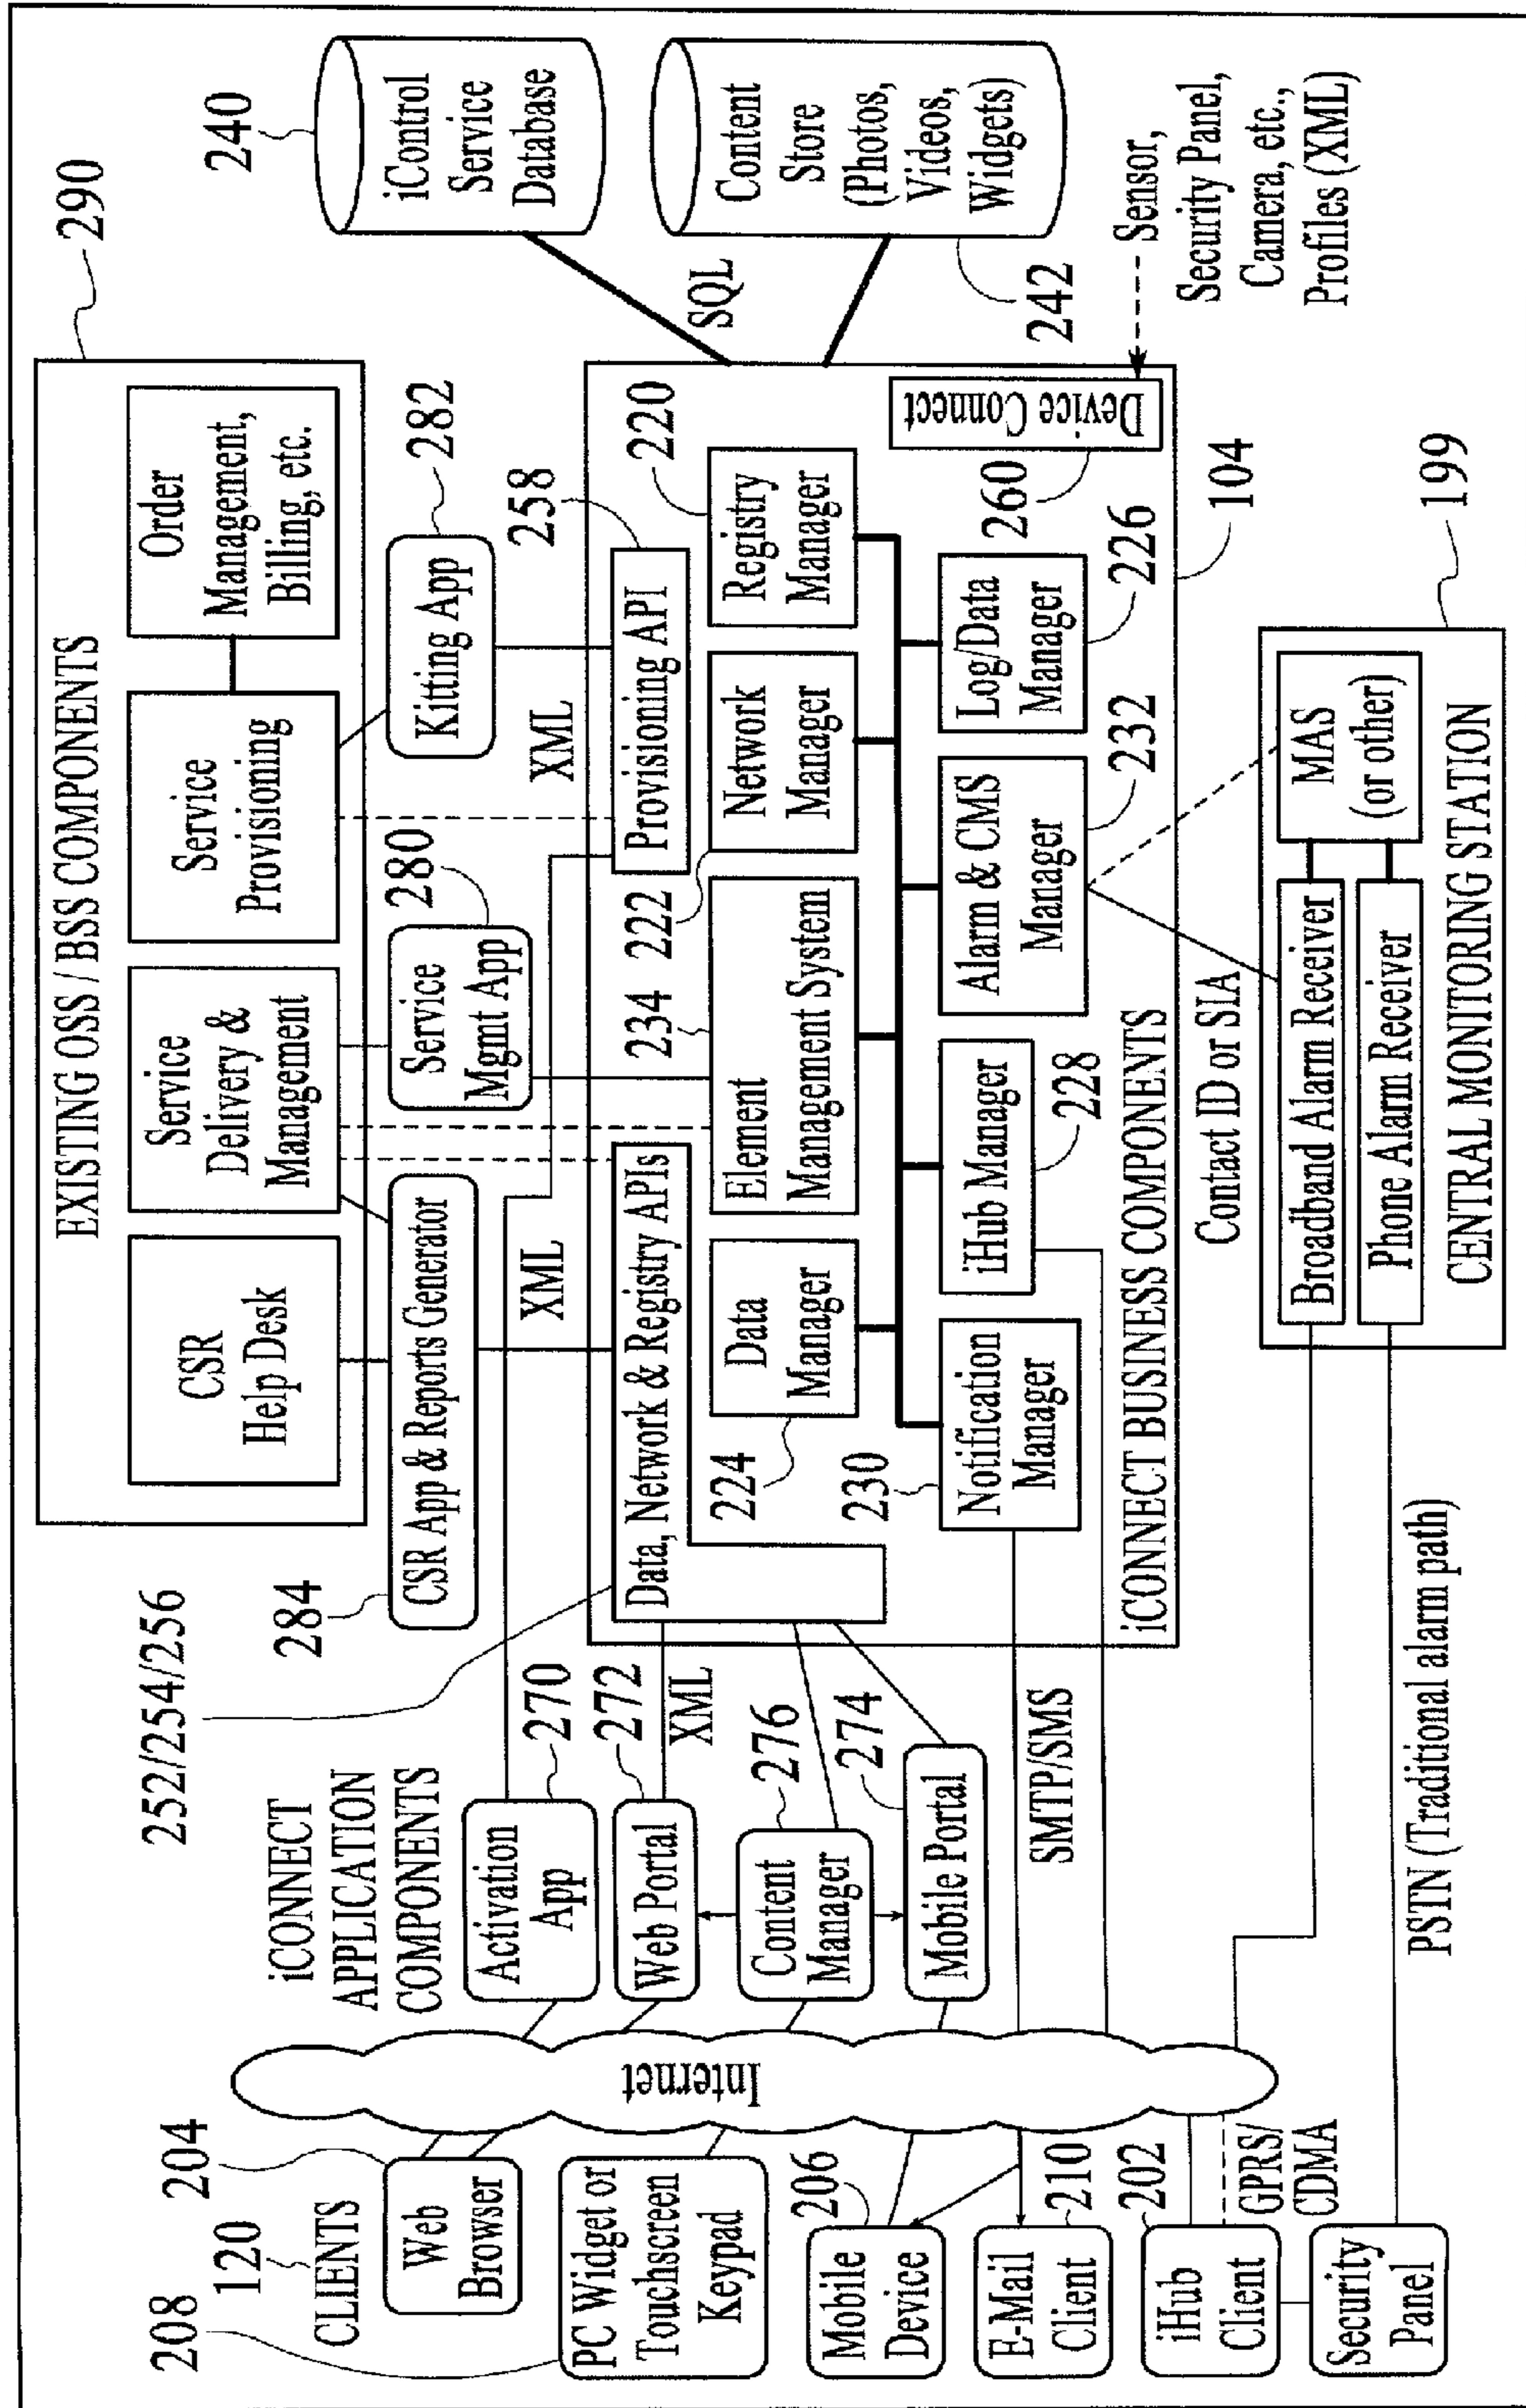 208
120
204
CLIENTS
Web
Browser
PC Widget or
Touchscreen
Keypad
206
Mobile
Device
210
E-Mail
Client
202
iHub
Client
GPRS/
CDMA
Security
Panel
Internet
252/254/256
iCONNECT
APPLICATION
COMPONENTS
Activation
App
270
Web Portal
272
XML
Content
Manager
276
Mobile Portal
274
SMTP/SMS
PSTN (Traditional alarm path)
EXISTING OSS / BSS COMPONENTS
290
CSR
Help Desk
Service
Delivery &
Management
Service
Provisioning
Order
Management,
Billing, etc.
284
CSR App & Reports Generator
Service
Mgmt App
280
Kitting App
282
XML
XML
258
Data, Network & Registry APIs
Provisioning API
234
222
220
Data
Manager
224
Element
Management System
Network
Manager
Registry
Manager
230
Notification
Manager
iHub Manager
228
Alarm & CMS
Manager
232
Log/Data
Manager
226
Device Connect
260
iCONNECT BUSINESS COMPONENTS
104
240
iControl
Service
Database
SQL
Content
Store
(Photos,
Videos,
Widgets)
242
Sensor,
Security Panel,
Camera, etc.,
Profiles (XML)
Contact ID or SIA
199
Broadband Alarm Receiver
Phone Alarm Receiver
MAS
(or other)
CENTRAL MONITORING STATION